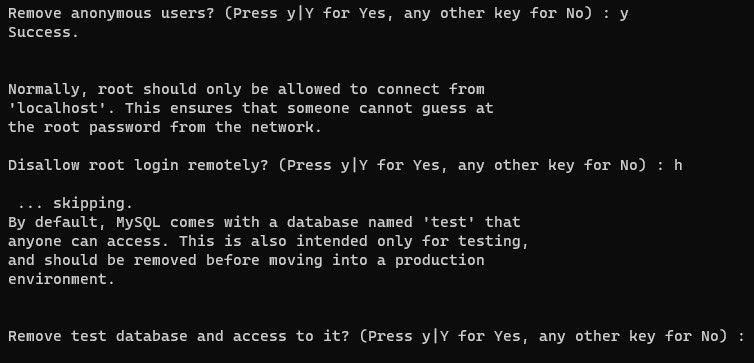 Remove anonymous users? (Press y|Y for Yes, any other key for No) : y
Success.
Normally, root should only be allowed to connect from
'localhost'. This ensures that someone cannot guess at
the root password from the network.
Disallow root login remotely? (Press y|Y for Yes, any other key for No) : h
 ... skipping.
By default, MySQL comes with a database named 'test' that
anyone can access. This is also intended only for testing,
and should be removed before moving into a production
environment.
Remove test database and access to it? (Press y|Y for Yes, any other key for No) :